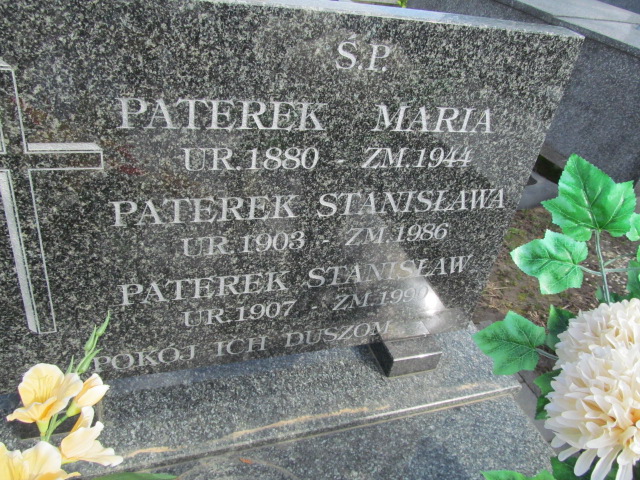 Ś.P.
PATEREK MARIA
UR.1880 - ZM.1944
PATEREK STANISŁAWA
UR 1903 - ZM.1986
PATEREK STANISŁAW
UR.1907 -
POKÓJ ICH DUSZOM